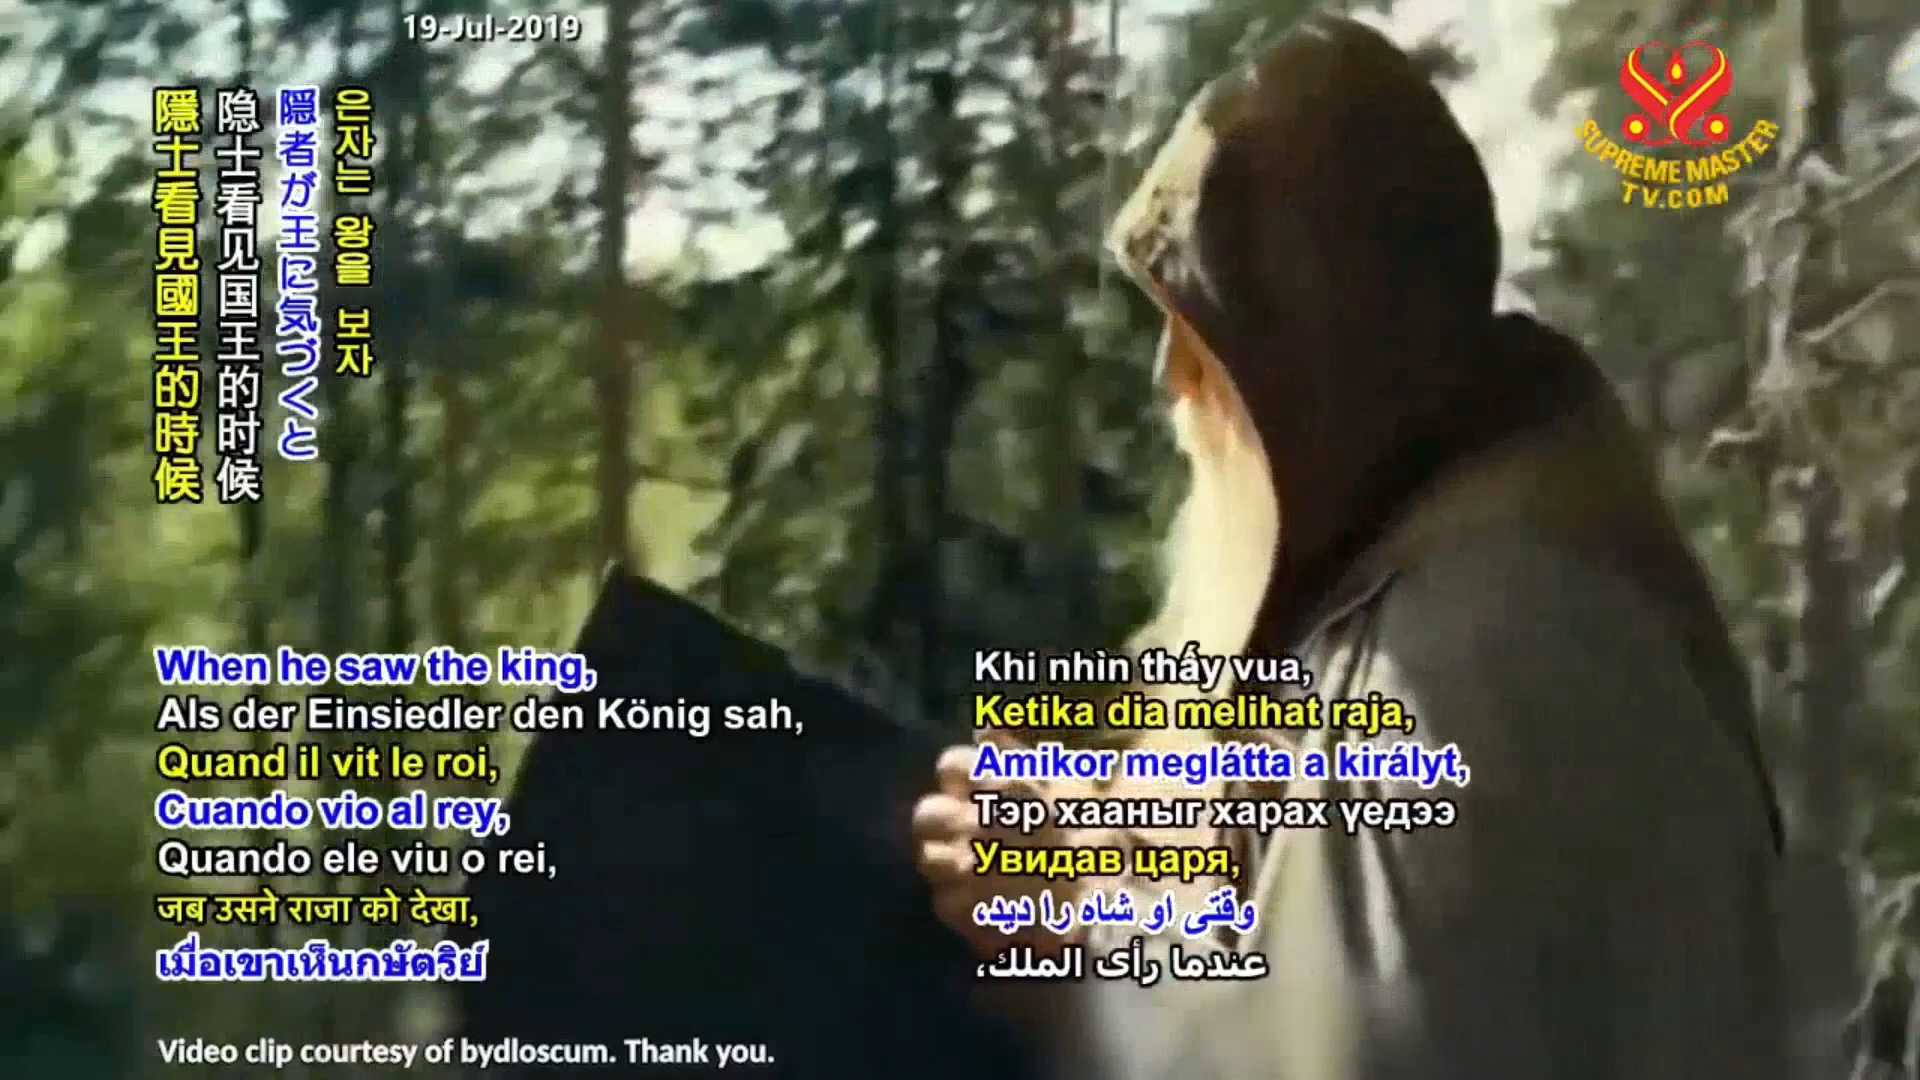 19-Jul-2019
SUPREME MASTER
TV.COM
은자는 왕을 보자
隠者が王に気づくと
隐士看见国王的时候
隱士看見國王的時候
When he saw the king,
Als der Einsiedler den König sah,
Quand il vit le roi,
Cuando vio al rey,
Quando ele viu o rei,
जब उसने राजा को देखा,
เมื่อเขาเห็นกษัตริย์
Khi nhìn thấy vua,
Ketika dia melihat raja,
Amikor meglátta a királyt,
Тэр хааныг харах үедээ
Увидав царя,
وقتی او شاه را دید،
عندما رأى الملك،
Video clip courtesy of bydloscum. Thank you.